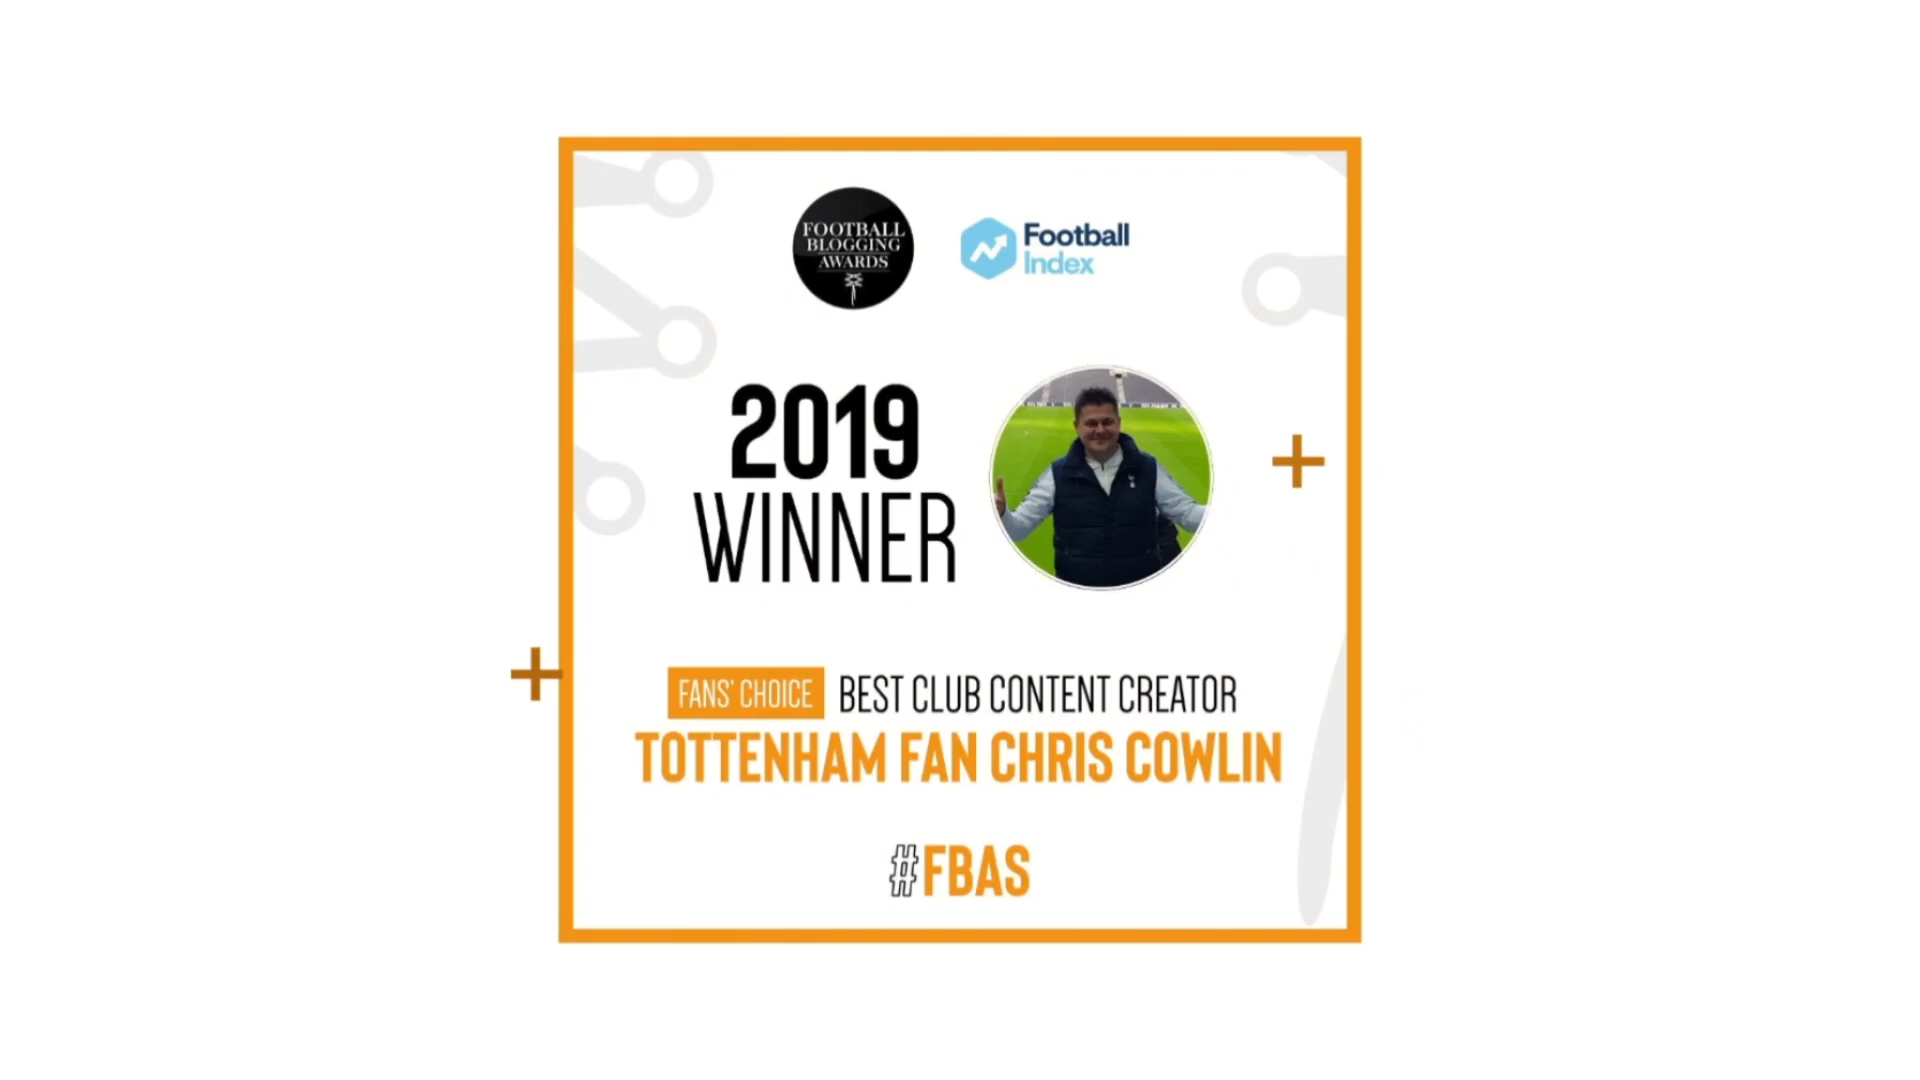 FOOTBALL
BLOGGING
AWARDS
Football
Index
2019
WINNER
FANS' CHOICE BEST CLUB CONTENT CREATOR
TOTTENHAM FAN CHRIS COWLIN
#FBAS